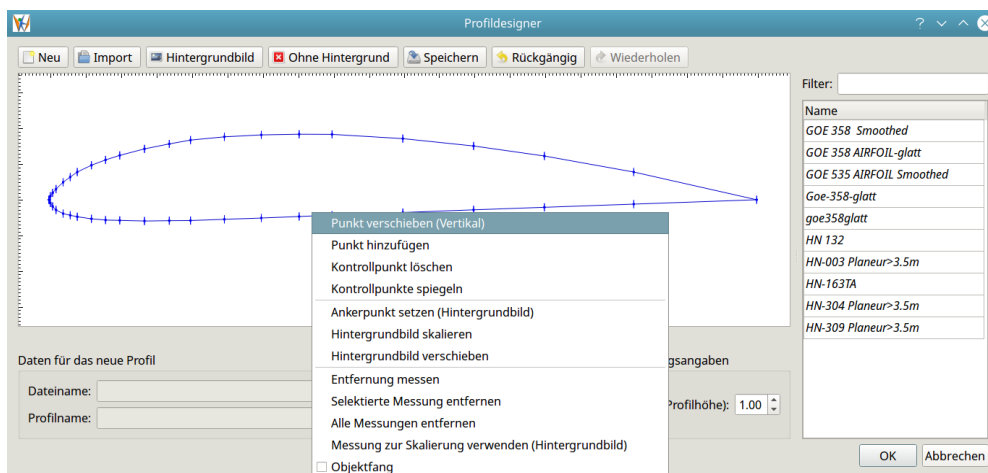 Profildesigner
Neu Import Hintergrundbild Ohne Hintergrund Speichern Rückgängig Wiederholen
Filter:
Name
GOE 358 Smoothed
GOE 358 AIRFOIL-glatt
GOE 535 AIRFOIL Smoothed
Goe-358-glatt
goe358glatt
HN 132
HN-003 Planeur>3.5m
HN-163TA
HN-304 Planeur>3.5m
HN-309 Planeur>3.5m
Punkt verschieben (Vertikal)
Punkt hinzufügen
Kontrollpunkt löschen
Kontrollpunkte spiegeln
Ankerpunkt setzen (Hintergrundbild)
Hintergrundbild skalieren
Hintergrundbild verschieben
Entfernung messen
Selektierte Messung entfernen
Alle Messungen entfernen
Messung zur Skalierung verwenden (Hintergrundbild)
Objektfang
Daten für das neue Profil
Dateiname:
Profilname:
gsangaben
Profilhöhe): 1.00
OK Abbrechen